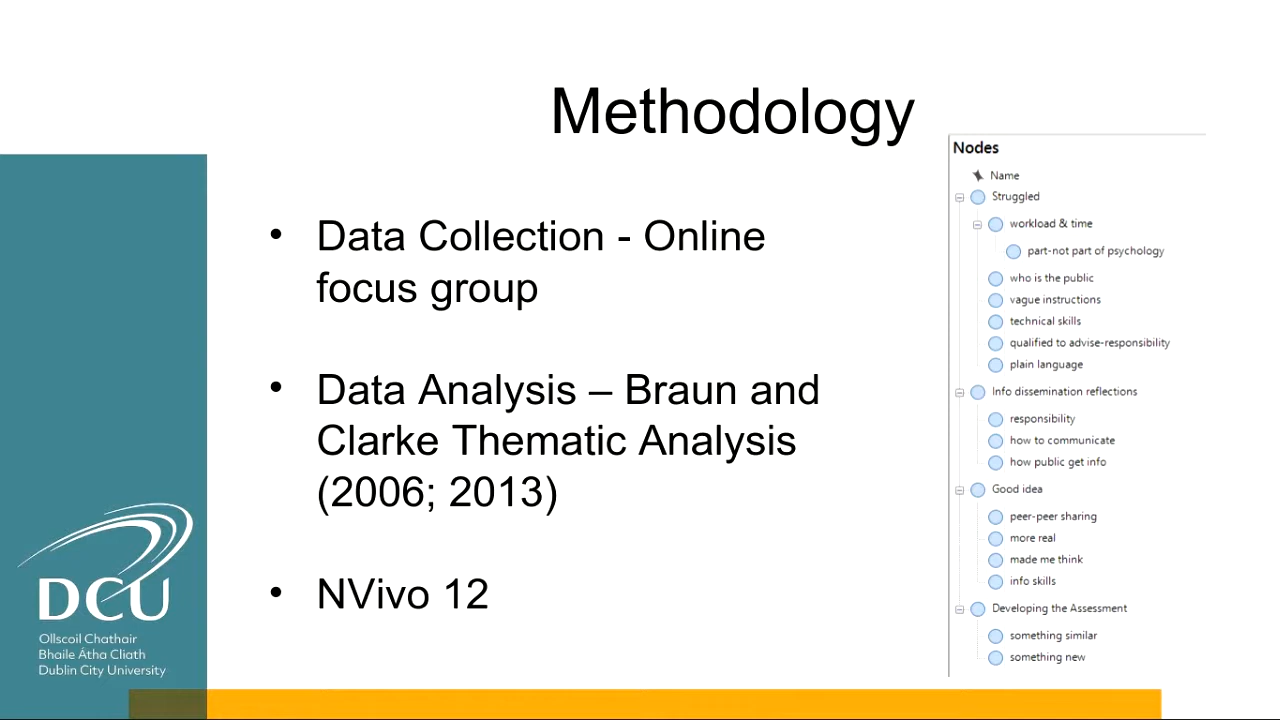 Methodology
• Data Collection - Online
focus group
• Data Analysis – Braun and
Clarke Thematic Analysis
(2006; 2013)
• NVivo 12
Nodes
Name
Struggled
workload & time
part-not part of psychology
who is the public
vague instructions
technical skills
qualified to advise-responsibility
plain language
Info dissemination reflections
responsibility
how to communicate
how public get info
Good idea
peer-peer sharing
more real
made me think
info skills
Developing the Assessment
something similar
something new
DCU
Ollscoil Chathair
Bhaile Átha Cliath
Dublin City University